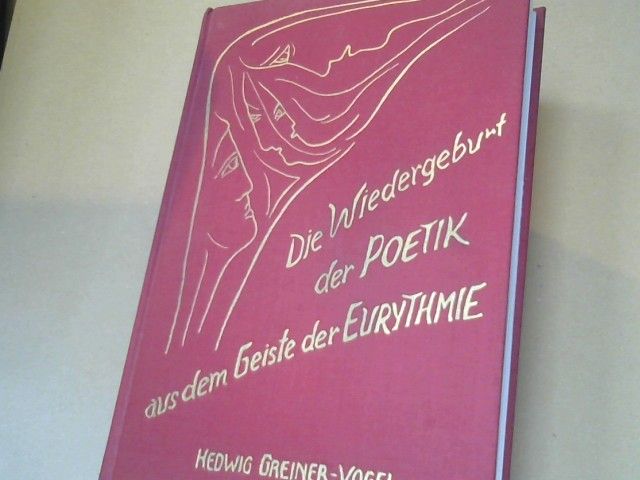 Die Wiedergeburt
der POETIK
aus dem Geiste der EURYTHMIE
HEDWIG GREINER-VOGEL